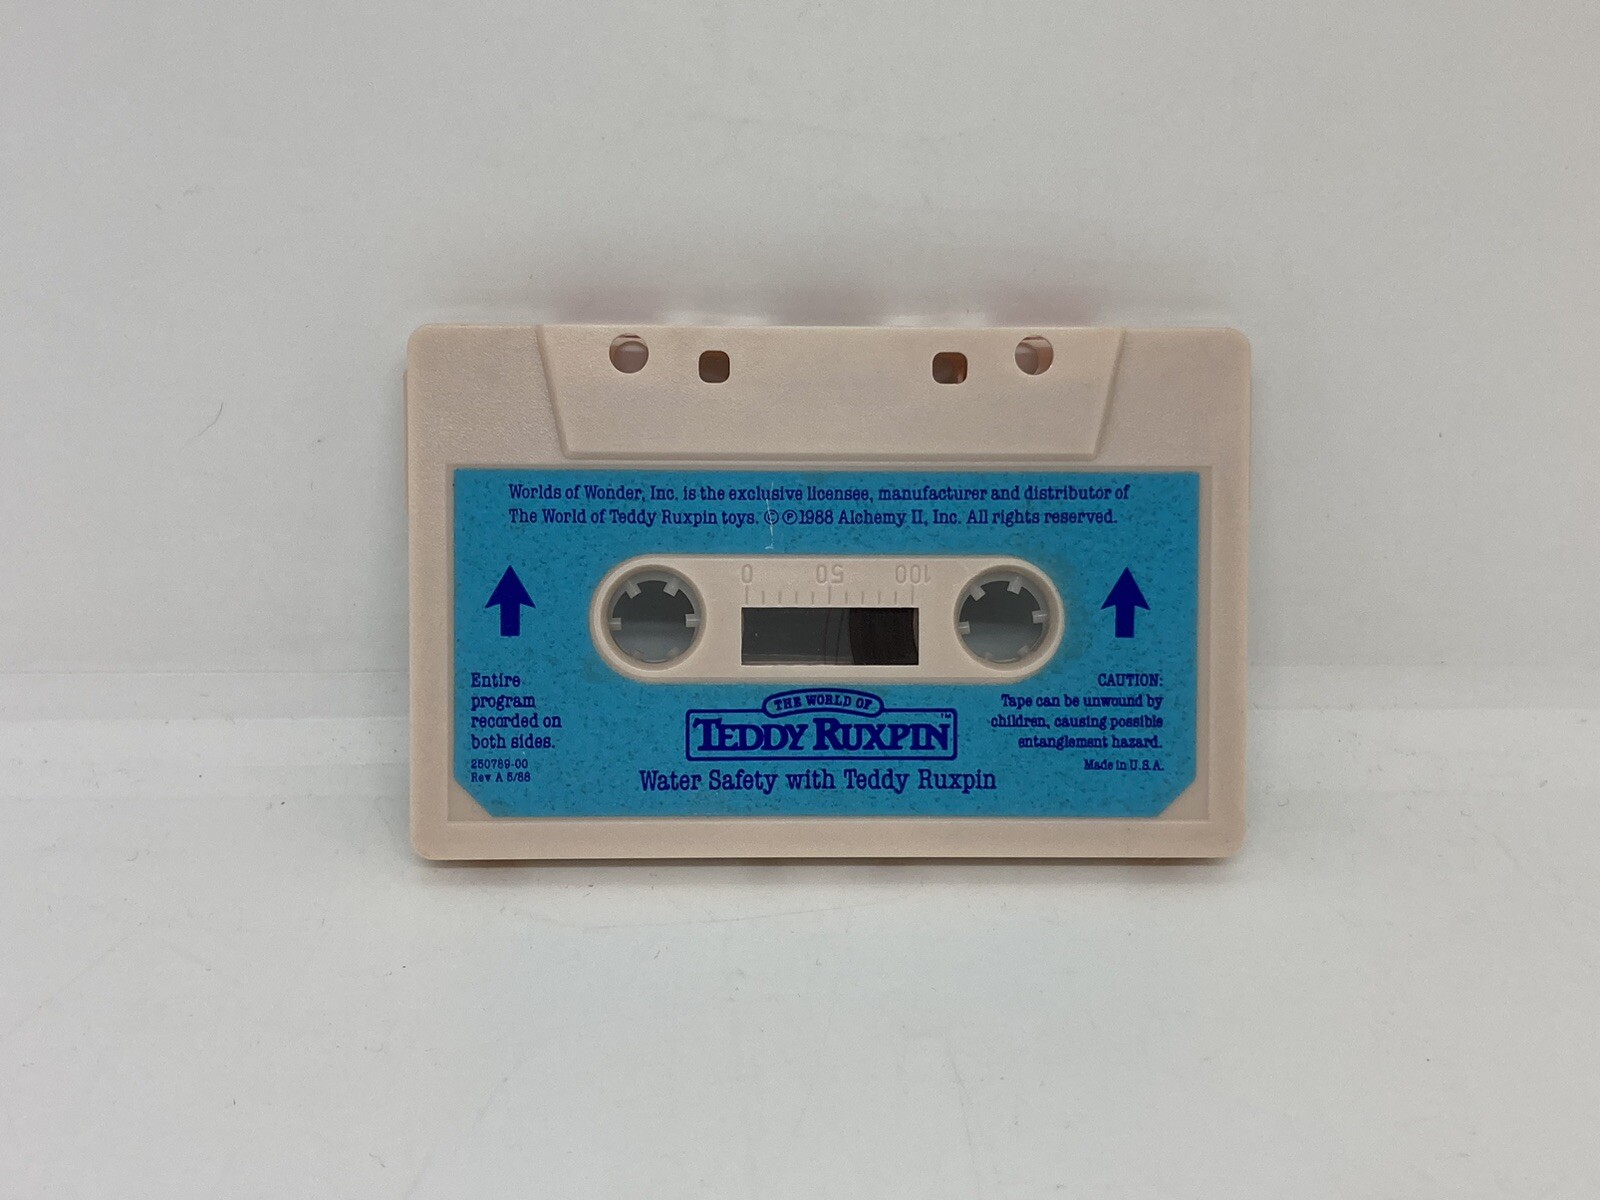 Worlds of Wonder, Inc. is the exclusive licensee, manufacturer and distributor of
The World of Teddy Ruxpin toys. ©℗1988 Alchemy II, Inc. All rights reserved.
0 50 100
Entire
program
recorded on
both sides.
250789-00
Rev A 5/88
THE WORLD OF
TEDDY RUXPIN™
Water Safety with Teddy Ruxpin
CAUTION:
Tape can be unwound by
children, causing possible
entanglement hazard.
Made in U.S.A.